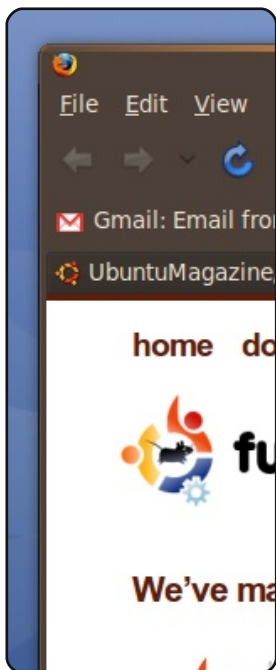 File Edit View
Gmail: Email fro
UbuntuMagazine
home do
fu
We've ma